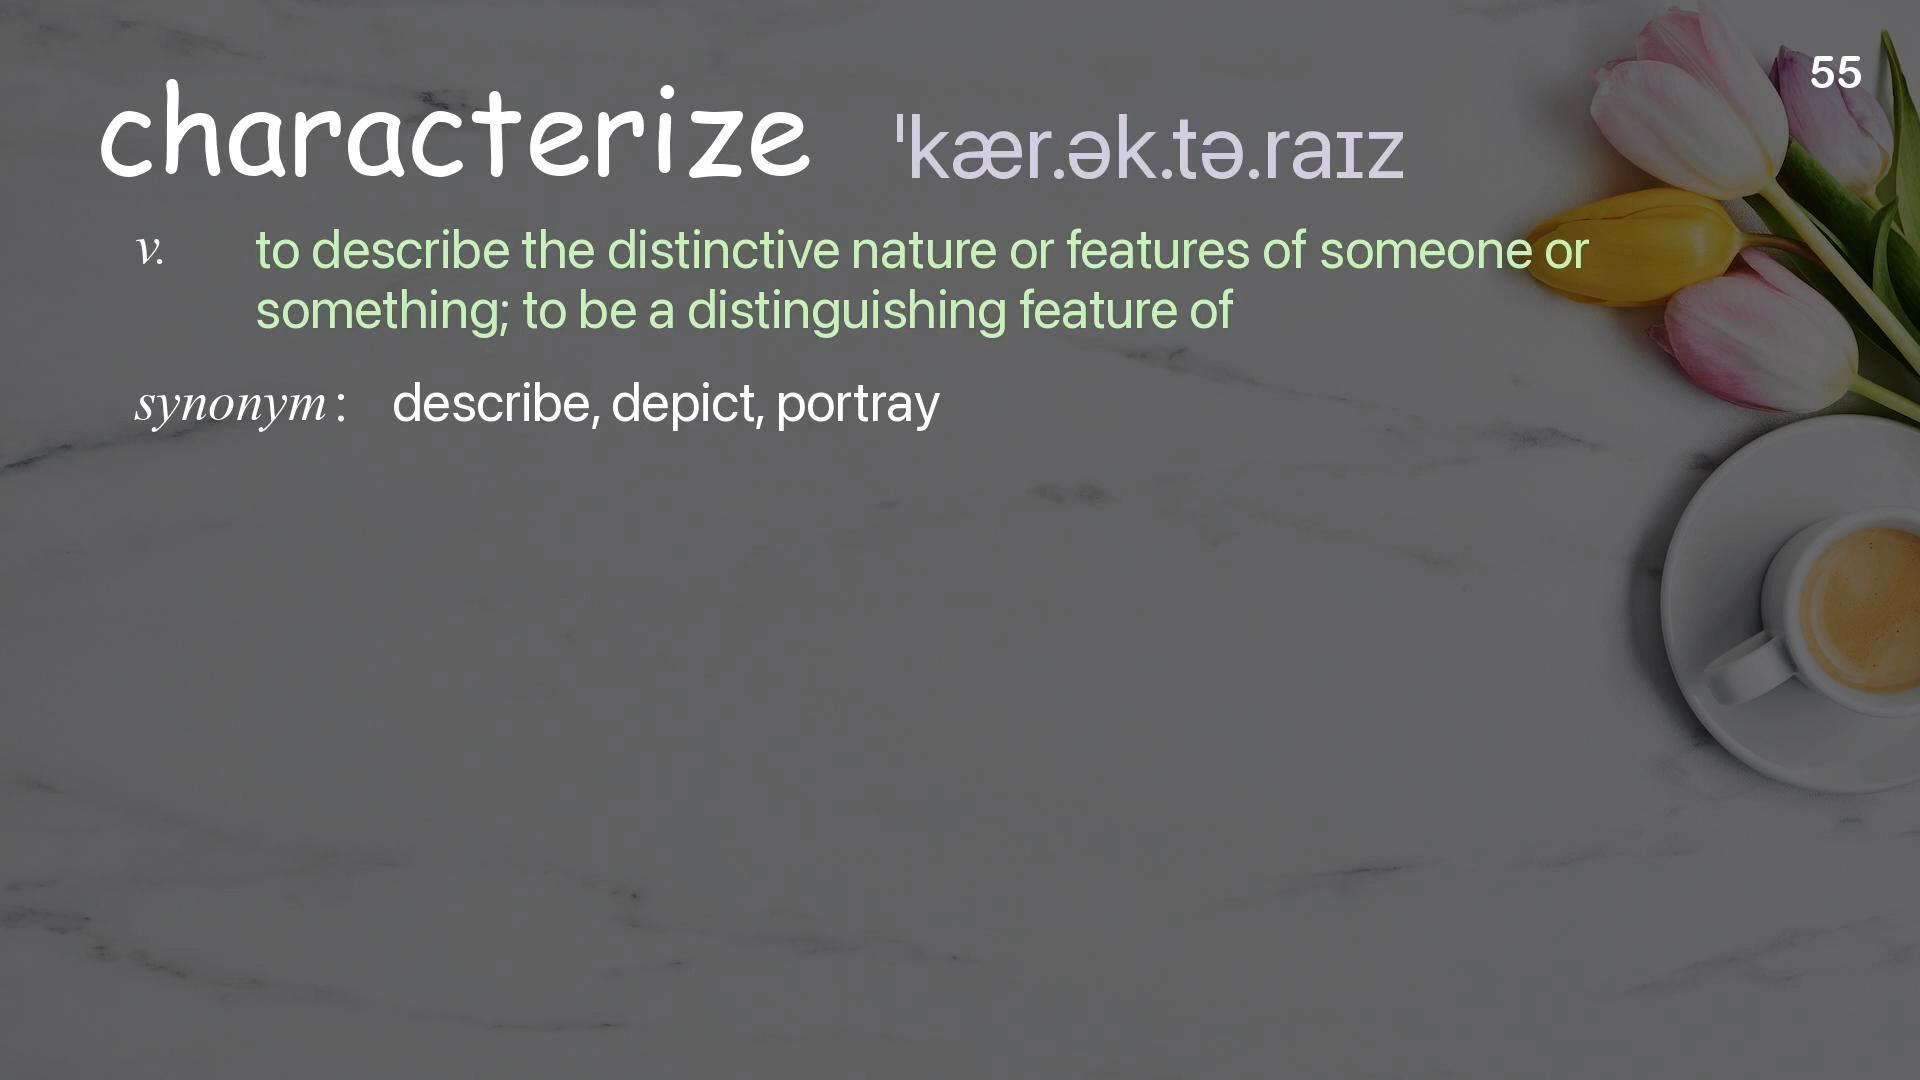 55
characterize ˈkær.ək.tə.raɪz
v. to describe the distinctive nature or features of someone or
something; to be a distinguishing feature of
synonym : describe, depict, portray